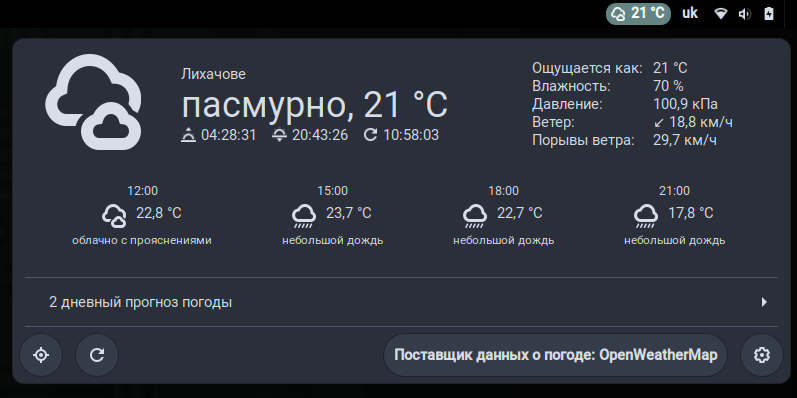 21 °C uk
Лихачове
пасмурно, 21 °C
04:28:31 20:43:26 10:58:03
Ощущается как: 21 °C
Влажность: 70 %
Давление: 100,9 кПа
Ветер: ↙ 18,8 км/ч
Порывы ветра: 29,7 км/ч
12:00 15:00 18:00 21:00
22,8 °C 23,7 °C 22,7 °C 17,8 °C
облачно с прояснениями небольшой дождь небольшой дождь небольшой дождь
2 дневный прогноз погоды
Поставщик данных о погоде: OpenWeatherMap